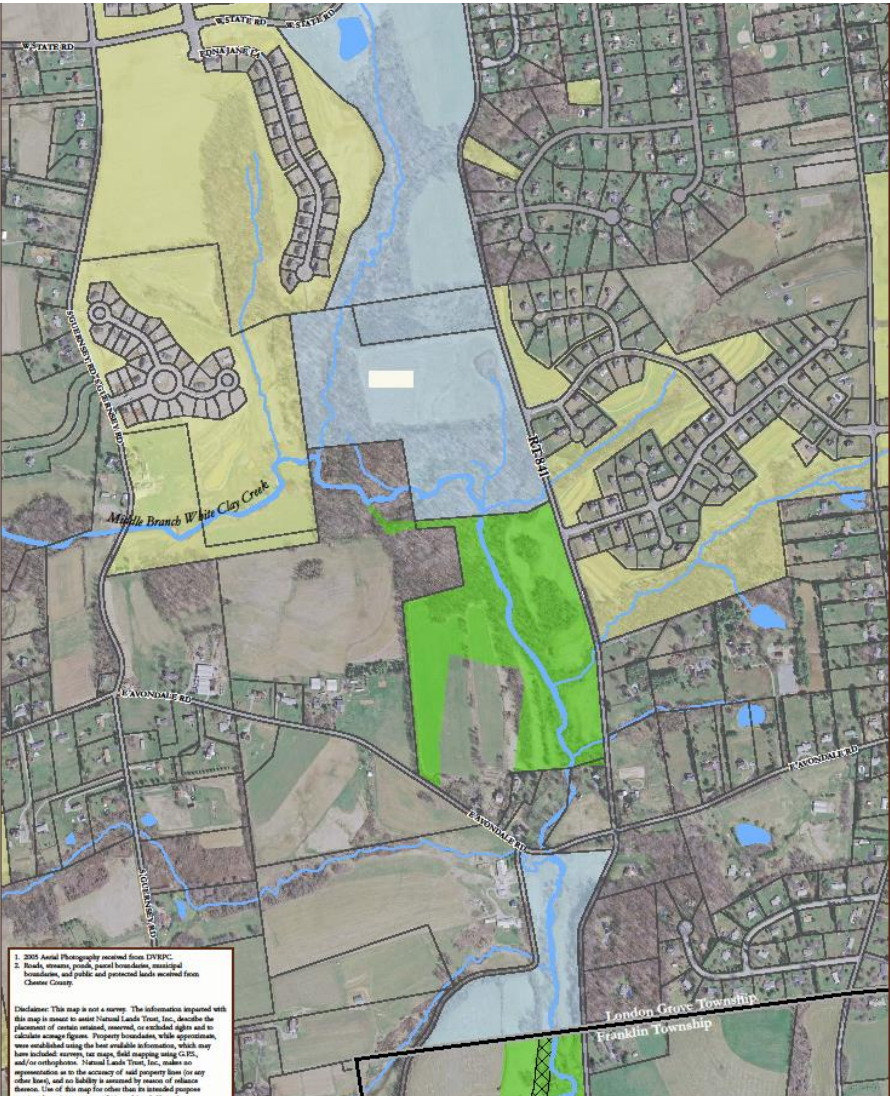 W STATE RD
W STATE RD
W STATE RD
EDNA JANE LN
S GUERNSEY RD
S GUERNSEY RD
RT 841
Middle Branch White Clay Creek
E AVONDALE RD
E AVONDALE RD
E AVONDALE RD
S GUERNSEY RD
London Grove Township
Franklin Township
1. 2005 Aerial Photography received from DVRPC.
2. Roads, streams, ponds, parcel boundaries, municipal
boundaries, and public and protected lands received from
Chester County.
Disclaimer: This map is not a survey. The information imparted with
this map is meant to assist Natural Lands Trust, Inc., describe the
placement of certain retained, reserved, or excluded rights and to
calculate acreage figures. Property boundaries, while approximate,
were established using the best available information, which may
have included: surveys, tax maps, field mapping using G.P.S.,
and/or orthophotos. Natural Lands Trust, Inc., makes no
representation as to the accuracy of said property lines (or any
other lines), and no liability is assumed by reason of reliance
thereon. Use of this map for other than its intended purpose